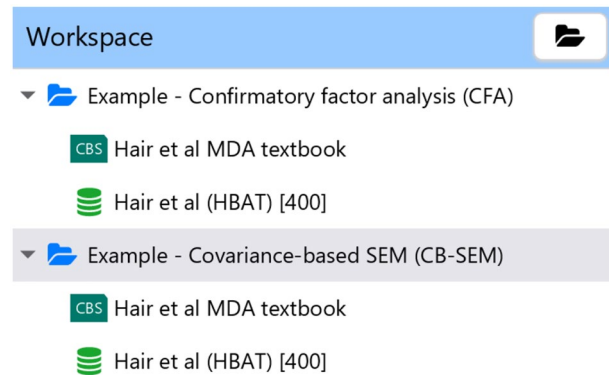 Workspace
Example - Confirmatory factor analysis (CFA)
CBS Hair et al MDA textbook
Hair et al (HBAT) [400]
Example - Covariance-based SEM (CB-SEM)
CBS Hair et al MDA textbook
Hair et al (HBAT) [400]